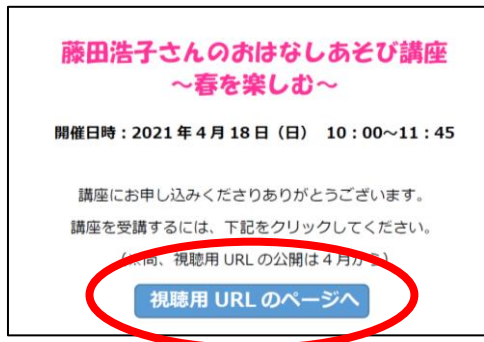 藤田浩子さんのおはなしあそび講座
~春を楽しむ~
開催日時:2021年4月18日(日) 10:00~11:45
講座にお申し込みくださりありがとうございます。
講座を受講するには、下記をクリックしてください。
尚、視聴用URLの公開は4月から)
視聴用URLのページへ